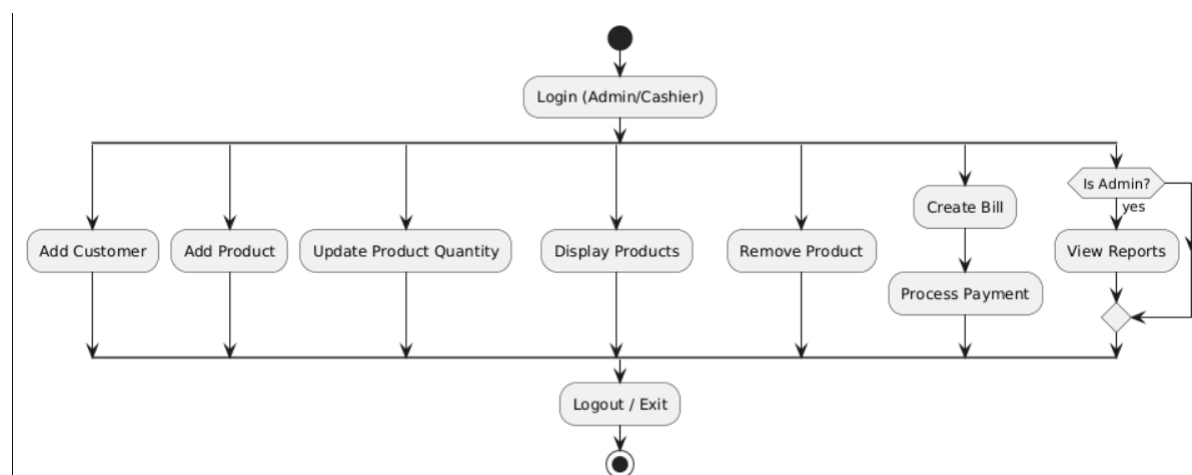 Login (Admin/Cashier)
Is Admin?
yes
Create Bill
Add Customer
Add Product
Update Product Quantity
Display Products
Remove Product
View Reports
Process Payment
Logout / Exit